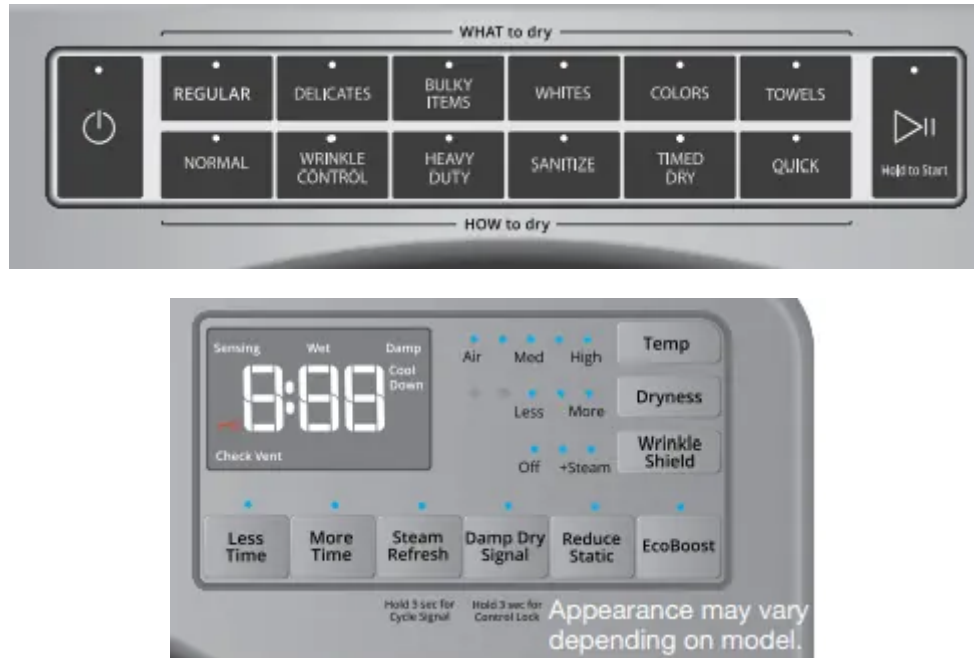 WHAT to dry
REGULAR
DELICATES
BULKY
ITEMS
WHITES
COLORS
TOWELS
NORMAL
WRINKLE
CONTROL
HEAVY
DUTY
SANITIZE
TIMED
DRY
QUICK
Hold to Start
HOW to dry
Sensing Wet Damp
Cool
Down
8:88
Check Vent
Air Med High
Temp
Less More
Dryness
Off +Steam
Wrinkle
Shield
Less
Time
More
Time
Steam
Refresh
Damp Dry
Signal
Reduce
Static
EcoBoost
Hold 3 sec for
Cycle Signal
Hold 3 sec for
Control Lock
Appearance may vary
depending on model.